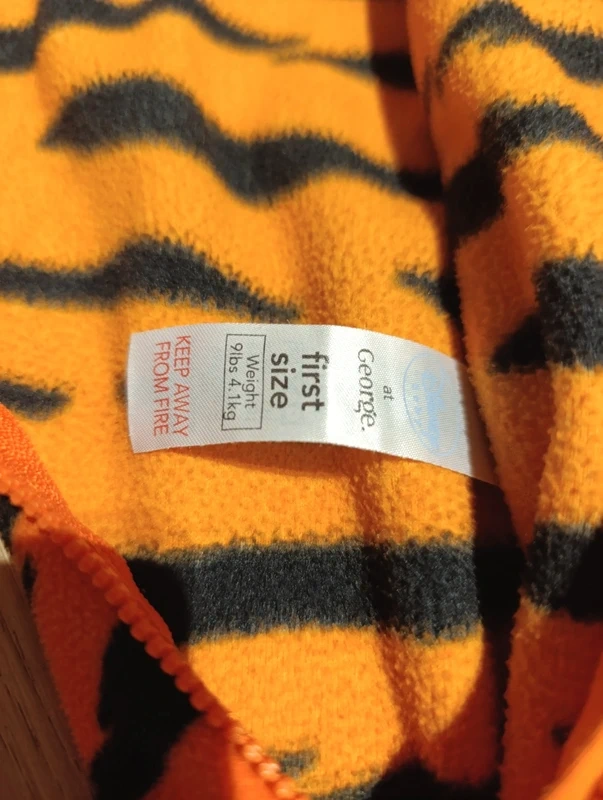 at
George.
first
size
Weight
9lbs 4.1kg
KEEP AWAY
FROM FIRE